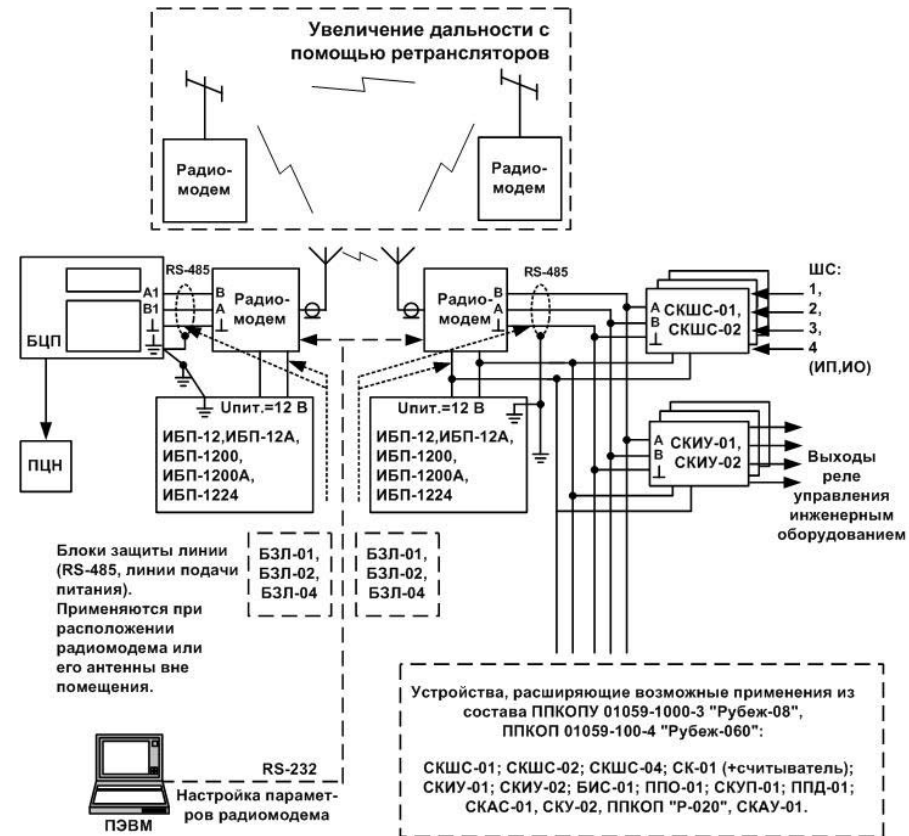 Увеличение дальности с
помощью ретрансляторов
Радио-
модем
Радио-
модем
БЦП
A1
B1
⊥
RS-485
B
A
⊥
Радио-
модем
Радио-
модем
B
A
⊥
RS-485
A
B
⊥
СКШС-01,
СКШС-02
ШС:
1,
2,
3,
4
(ИП,ИО)
ПЦН
Uпит.=12 В
ИБП-12,ИБП-12А,
ИБП-1200,
ИБП-1200А,
ИБП-1224
Uпит.=12 В
ИБП-12,ИБП-12А,
ИБП-1200,
ИБП-1200А,
ИБП-1224
A
B
⊥
СКИУ-01,
СКИУ-02
Выходы
реле
управления
инженерным
оборудованием
Блоки защиты линии
(RS-485, линии подачи
питания).
Применяются при
расположении
радиомодема или
его антенны вне
помещения.
БЗЛ-01,
БЗЛ-02,
БЗЛ-04
БЗЛ-01,
БЗЛ-02,
БЗЛ-04
Устройства, расширяющие возможные применения из
состава ППКОПУ 01059-1000-3 "Рубеж-08",
ППКОП 01059-100-4 "Рубеж-060":
СКШС-01; СКШС-02; СКШС-04; СК-01 (+считыватель);
СКИУ-01; СКИУ-02; БИС-01; ППО-01; СКУП-01; ППД-01;
СКАС-01, СКУ-02, ППКОП "Р-020", СКАУ-01.
RS-232
Настройка парамет-
ров радиомодема
ПЭВМ